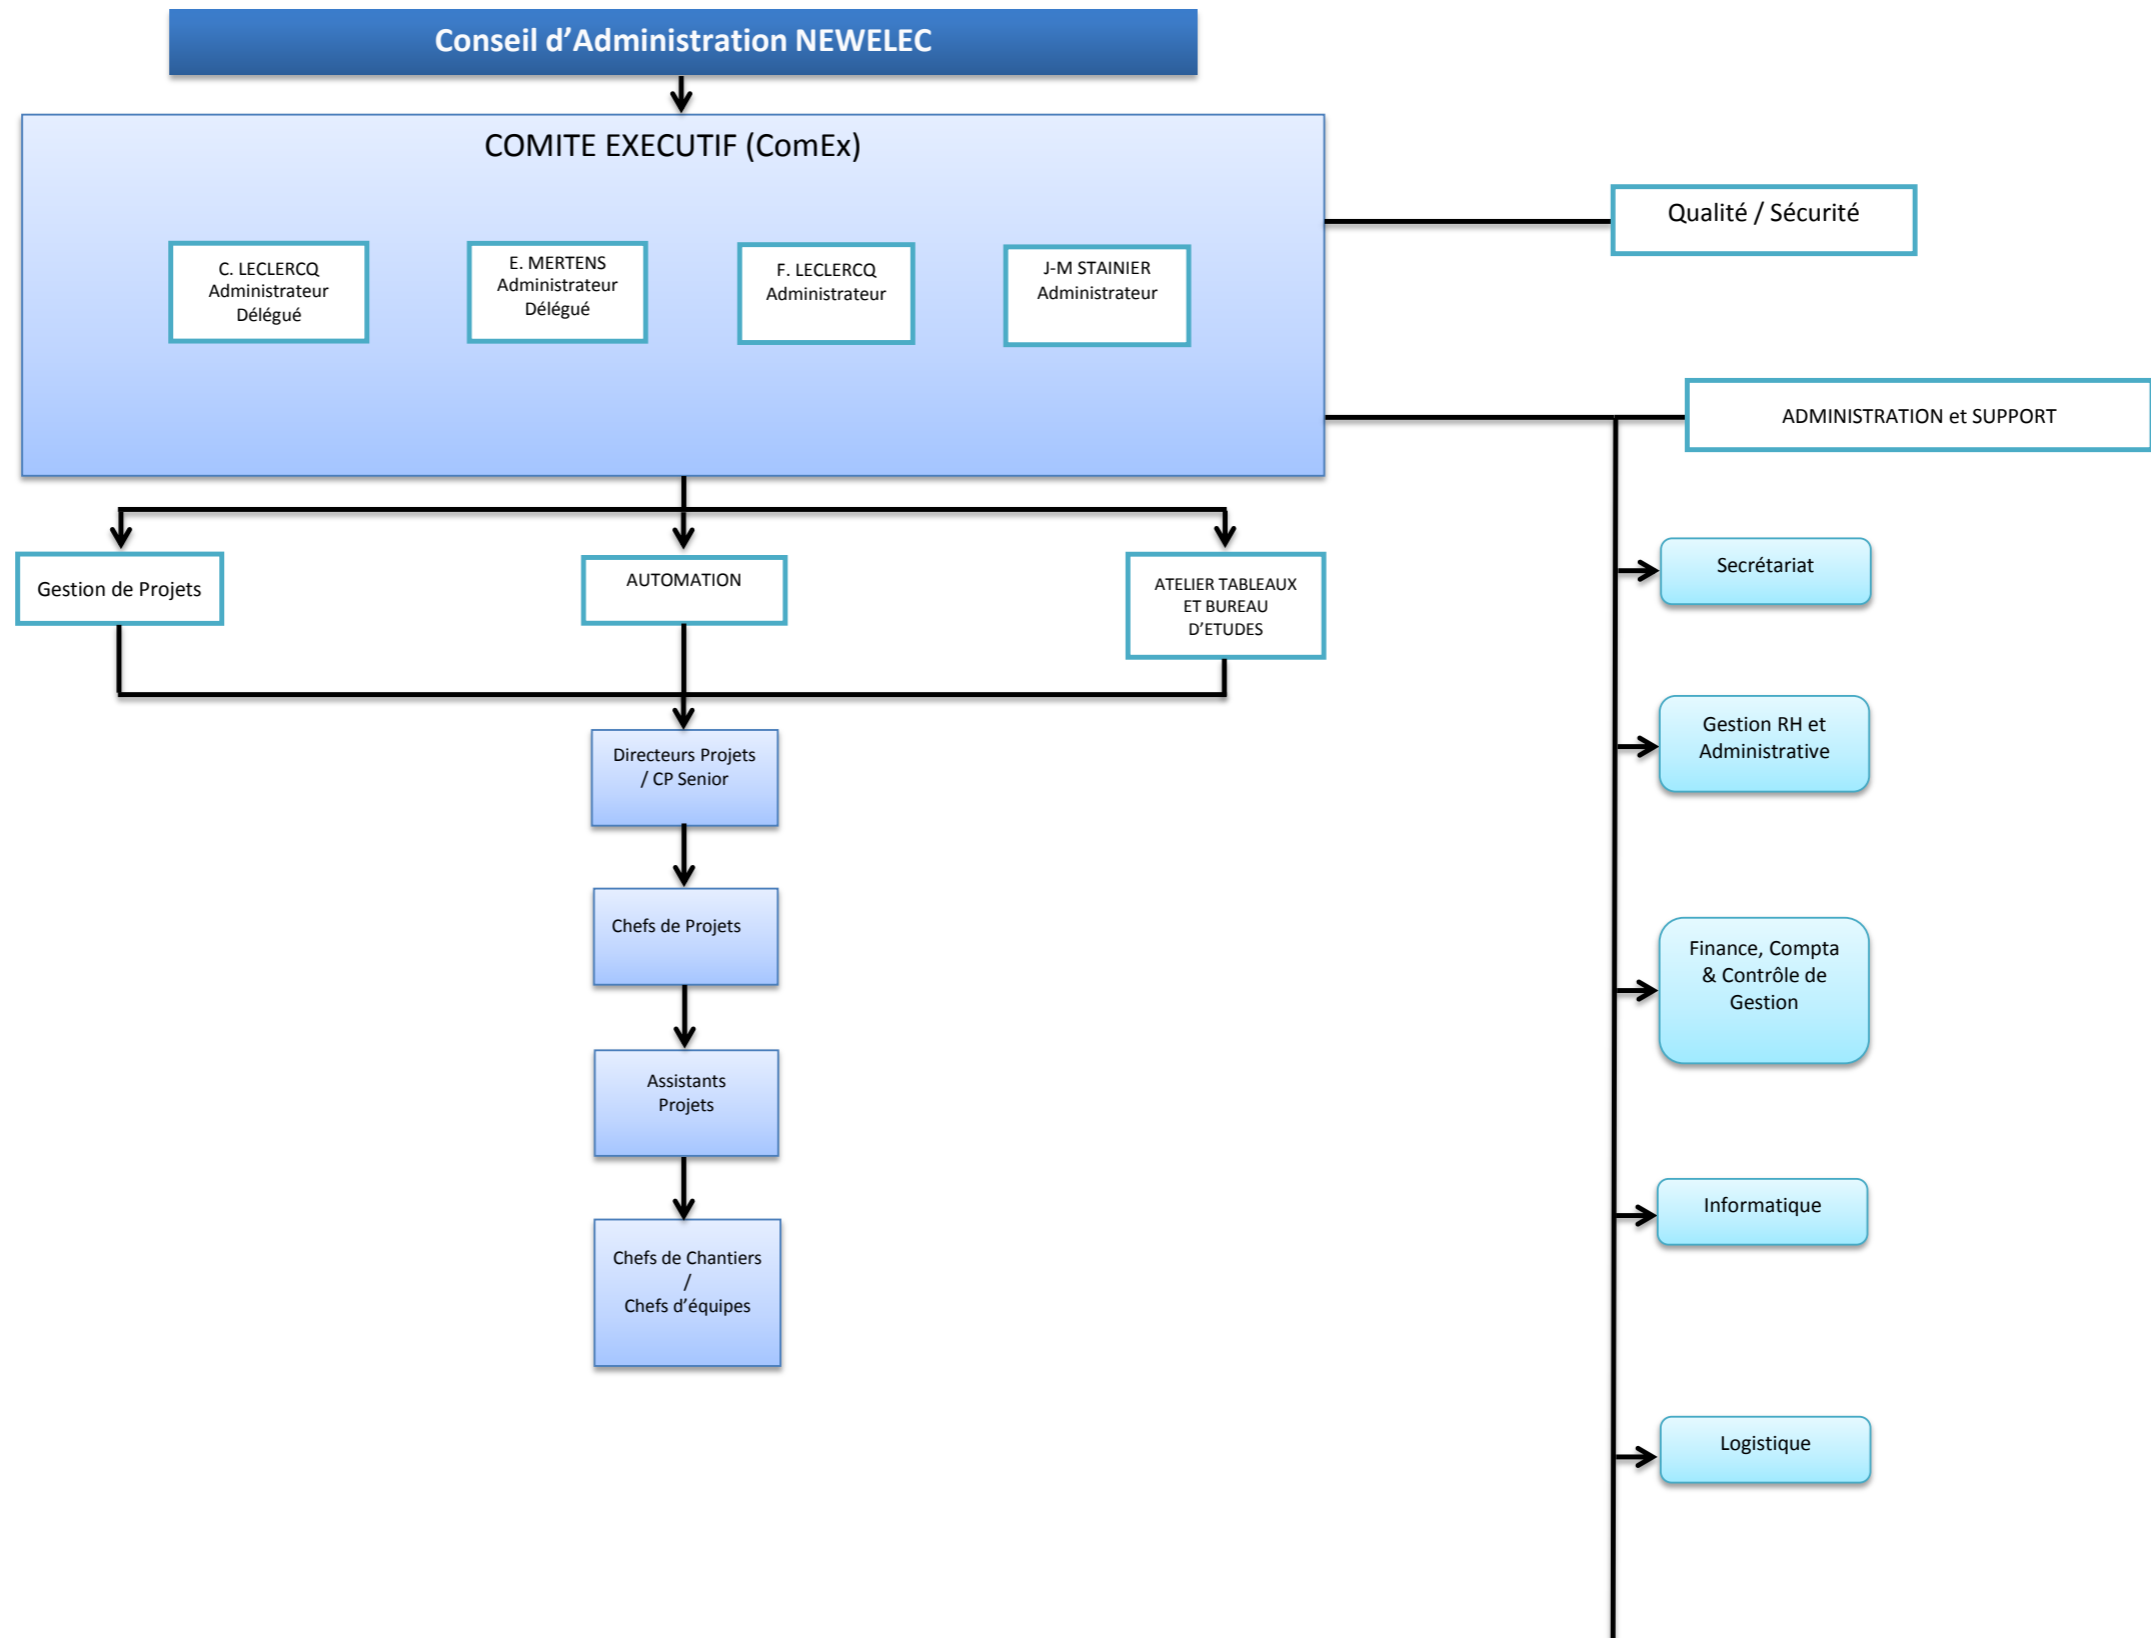 Conseil d’Administration NEWELEC
COMITE EXECUTIF (ComEx)
C. LECLERCQ
Administrateur
Délégué
E. MERTENS
Administrateur
Délégué
F. LECLERCQ
Administrateur
J-M STAINIER
Administrateur
Qualité / Sécurité
ADMINISTRATION et SUPPORT
Gestion de Projets
AUTOMATION
ATELIER TABLEAUX
ET BUREAU
D’ETUDES
Directeurs Projets
/ CP Senior
Chefs de Projets
Assistants
Projets
Chefs de Chantiers
/
Chefs d’équipes
Secrétariat
Gestion RH et
Administrative
Finance, Compta
& Contrôle de
Gestion
Informatique
Logistique